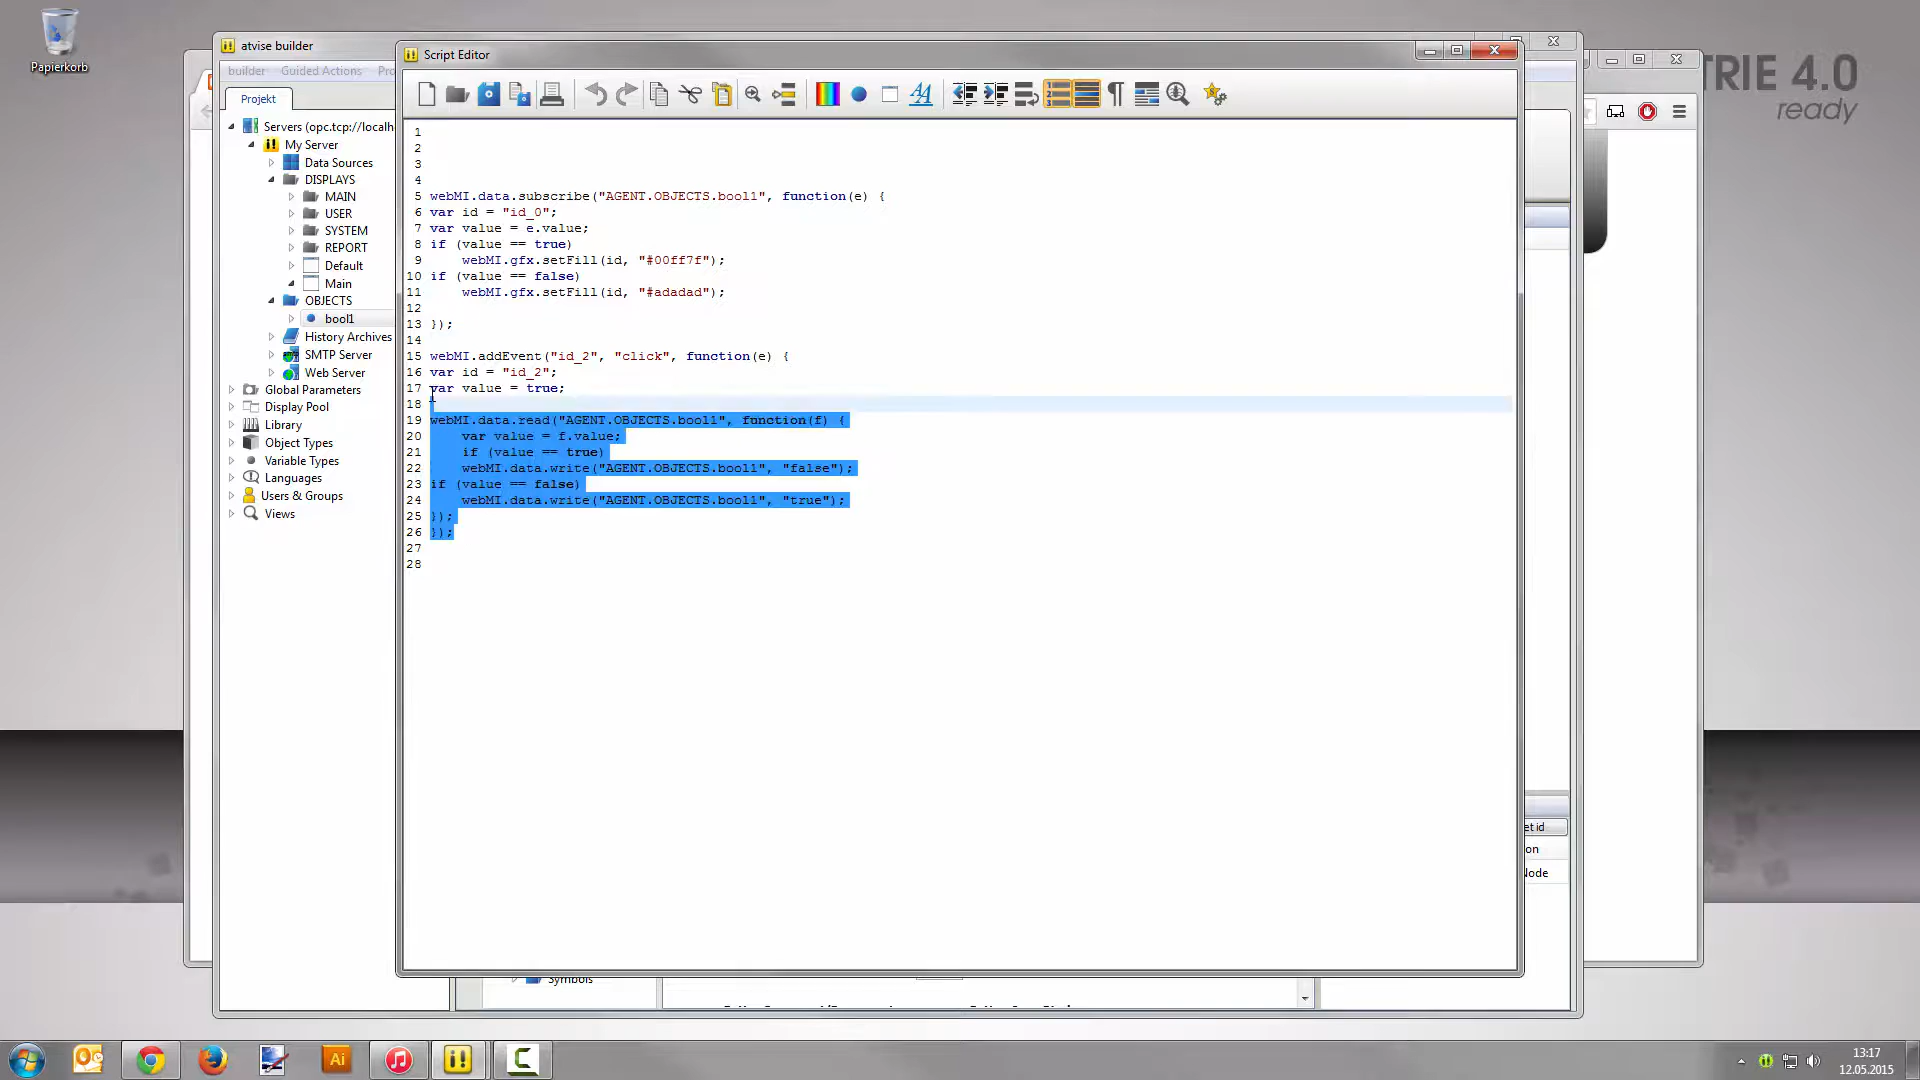 Papierkorb
TRIE 4.0
ready
atvise builder
builder
Guided Actions
Script Editor
Projekt
Servers (opc.tcp://localh
My Server
Data Sources
DISPLAYS
MAIN
USER
SYSTEM
REPORT
Default
Main
OBJECTS
bool1
History Archives
SMTP Server
Web Server
Global Parameters
Display Pool
Library
Object Types
Variable Types
Languages
Users & Groups
Views
1
2
3
4
5 webMI.data.subscribe("AGENT.OBJECTS.bool1", function(e) {
6 var id = "id_0";
7 var value = e.value;
8 if (value == true)
9 webMI.gfx.setFill(id, "#00ff7f");
10 if (value == false)
11 webMI.gfx.setFill(id, "#adadad");
12
13 });
14
15 webMI.addEvent("id_2", "click", function(e) {
16 var id = "id_2";
17 var value = true;
18
19 webMI.data.read("AGENT.OBJECTS.bool1", function(f) {
20 var value = f.value;
21 if (value == true)
22 webMI.data.write("AGENT.OBJECTS.bool1", "false");
23 if (value == false)
24 webMI.data.write("AGENT.OBJECTS.bool1", "true");
25 });
26 });
27
28
et id
on
Node
Symbols
Ai
13:17
12.05.2015